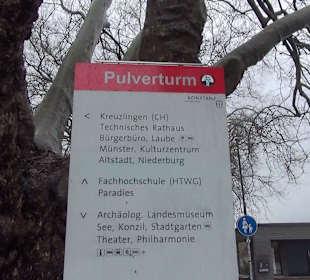 Pulverturm
KONSTANZ
< Kreuzlingen (CH)
Technisches Rathaus
Bürgerbüro, Laube
Münster, Kulturzentrum
Altstadt, Niederburg
^ Fachhochschule (HTWG)
Paradies
v Archäolog. Landesmuseum
See, Konzil, Stadtgarten
Theater, Philharmonie